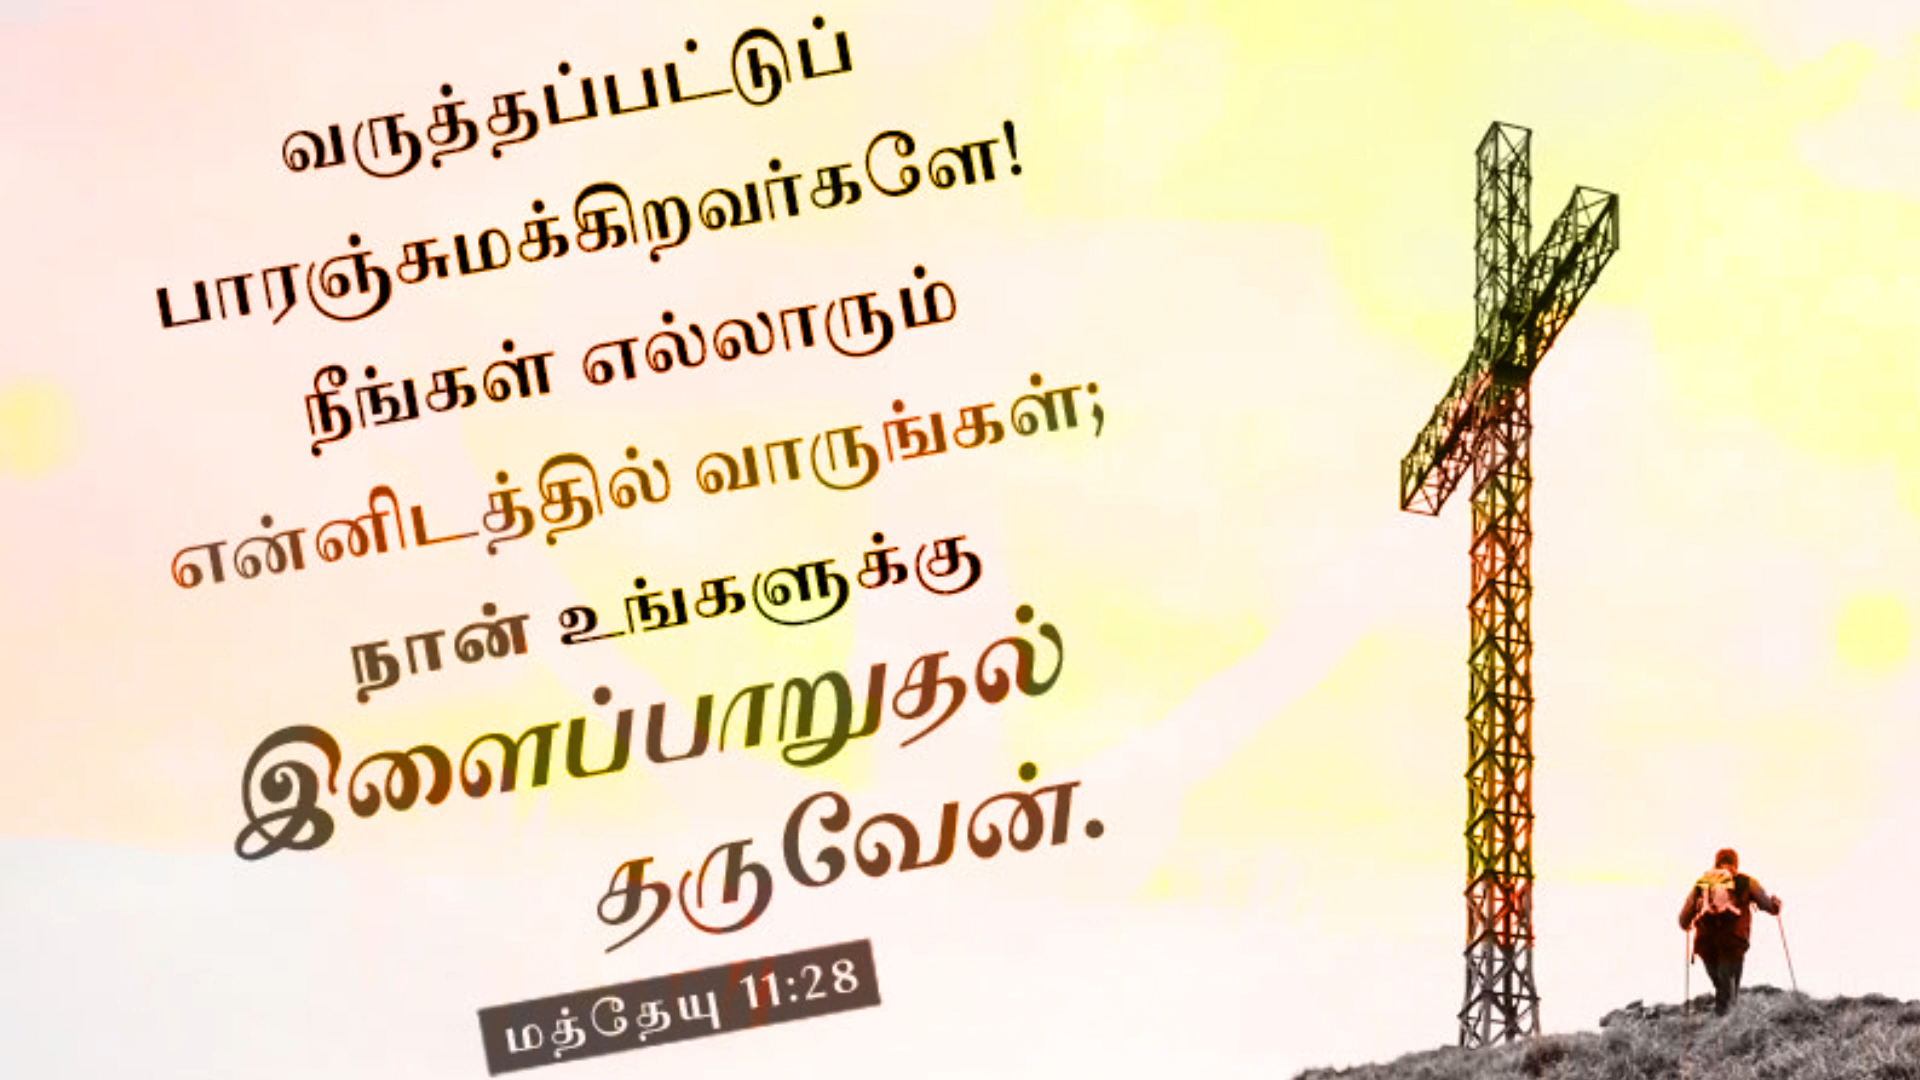 வருத்தப்பட்டுப்
பாரஞ்சுமக்கிறவர்களே!
நீங்கள் எல்லாரும்
என்னிடத்தில் வாருங்கள்;
நான் உங்களுக்கு
இளைப்பாறுதல்
தருவேன்.
மத்தேயு 11:28